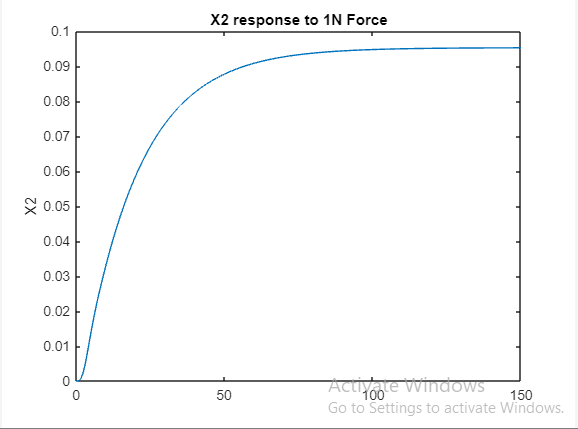 X2 response to 1N Force
0.1
0.09
0.08
0.07
0.06
X2
0.05
0.04
0.03
0.02
0.01
0
0 50 100 150
Activate Windows
Go to Settings to activate Windows.